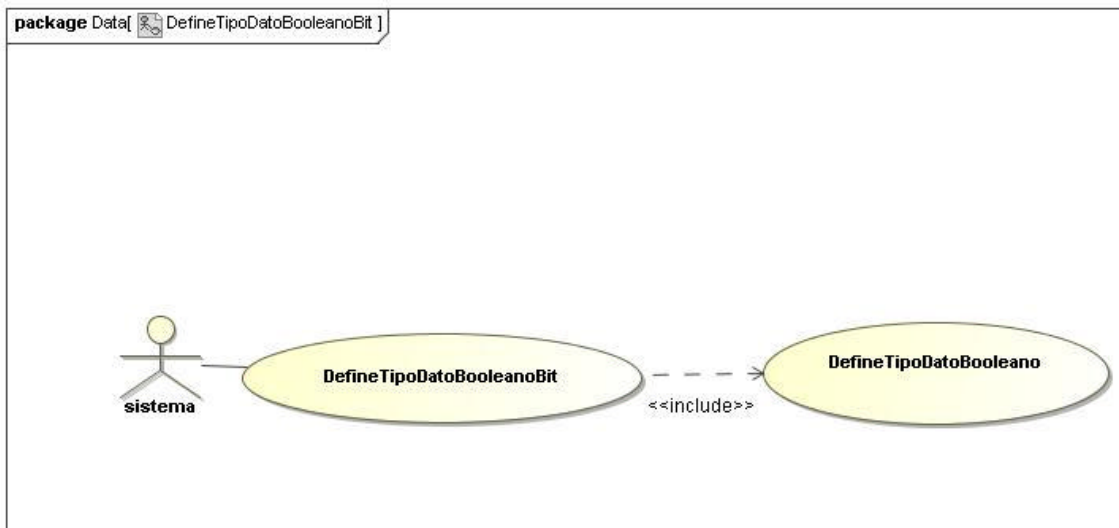 package Data[ DefineTipoDatoBooleanoBit ]
DefineTipoDatoBooleanoBit
DefineTipoDatoBooleano
sistema
<<include>>